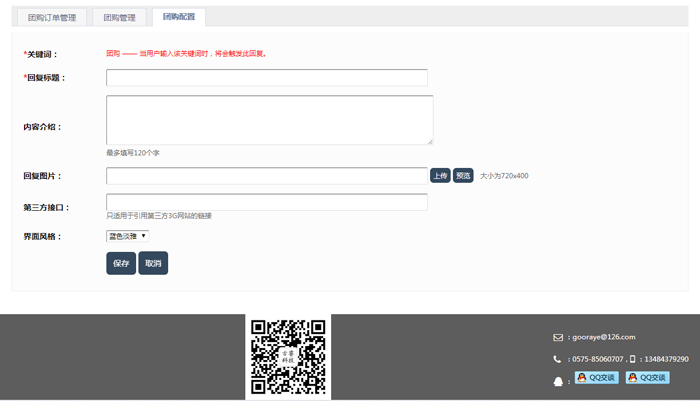 团购订单管理 团购管理 团购配置
*关键词： 团购 —— 当用户输入该关键词时，将会触发此回复。
*回复标题：
内容介绍：
最多填写120个字
回复图片： 上传 预览 大小为720x400
第三方接口：
只适用于引用第三方3G网站的链接
界面风格： 蓝色淡雅
保存 取消
古睿
科技
：gooraye@126.com
：0575-85060707，：13484379290
： QQ交谈 QQ交谈